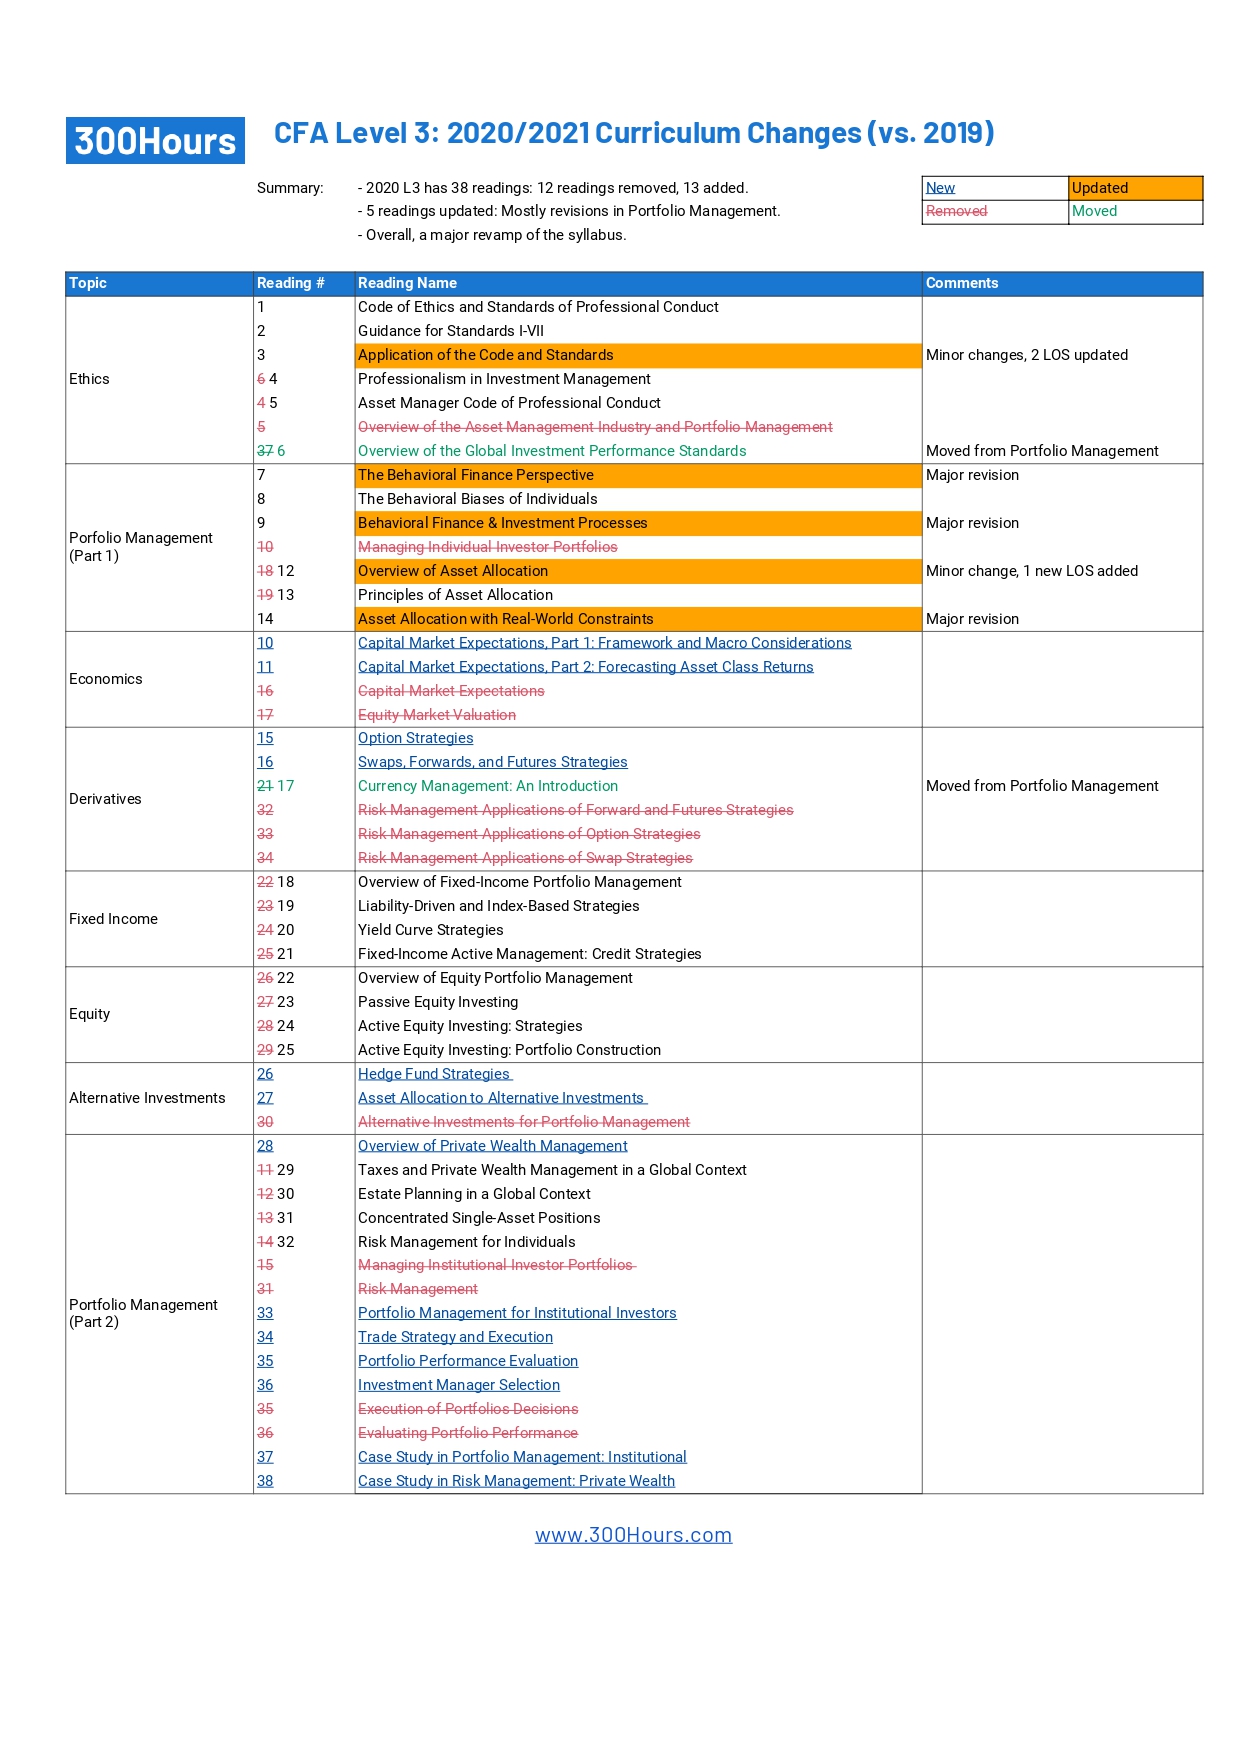 300Hours
CFA Level 3: 2020/2021 Curriculum Changes (vs. 2019)
Summary: - 2020 L3 has 38 readings: 12 readings removed, 13 added. New Updated
- 5 readings updated: Mostly revisions in Portfolio Management. Removed Moved
- Overall, a major revamp of the syllabus.
Topic Reading # Reading Name Comments
Ethics
1 Code of Ethics and Standards of Professional Conduct
2 Guidance for Standards I-VII
3 Application of the Code and Standards Minor changes, 2 LOS updated
6 4 Professionalism in Investment Management
4 5 Asset Manager Code of Professional Conduct
5 Overview of the Asset Management Industry and Portfolio Management
37 6 Overview of the Global Investment Performance Standards Moved from Portfolio Management
Porfolio Management
(Part 1)
7 The Behavioral Finance Perspective Major revision
8 The Behavioral Biases of Individuals
9 Behavioral Finance & Investment Processes Major revision
10 Managing Individual Investor Portfolios
18 12 Overview of Asset Allocation Minor change, 1 new LOS added
19 13 Principles of Asset Allocation
14 Asset Allocation with Real-World Constraints Major revision
Economics
10 Capital Market Expectations, Part 1: Framework and Macro Considerations
11 Capital Market Expectations, Part 2: Forecasting Asset Class Returns
16 Capital Market Expectations
17 Equity Market Valuation
Derivatives
15 Option Strategies
16 Swaps, Forwards, and Futures Strategies
21 17 Currency Management: An Introduction Moved from Portfolio Management
32 Risk Management Applications of Forward and Futures Strategies
33 Risk Management Applications of Option Strategies
34 Risk Management Applications of Swap Strategies
Fixed Income
22 18 Overview of Fixed-Income Portfolio Management
23 19 Liability-Driven and Index-Based Strategies
24 20 Yield Curve Strategies
25 21 Fixed-Income Active Management: Credit Strategies
Equity
26 22 Overview of Equity Portfolio Management
27 23 Passive Equity Investing
28 24 Active Equity Investing: Strategies
29 25 Active Equity Investing: Portfolio Construction
Alternative Investments
26 Hedge Fund Strategies
27 Asset Allocation to Alternative Investments
30 Alternative Investments for Portfolio Management
Portfolio Management
(Part 2)
28 Overview of Private Wealth Management
11 29 Taxes and Private Wealth Management in a Global Context
12 30 Estate Planning in a Global Context
13 31 Concentrated Single-Asset Positions
14 32 Risk Management for Individuals
15 Managing Institutional Investor Portfolios
31 Risk Management
33 Portfolio Management for Institutional Investors
34 Trade Strategy and Execution
35 Portfolio Performance Evaluation
36 Investment Manager Selection
35 Execution of Portfolios Decisions
36 Evaluating Portfolio Performance
37 Case Study in Portfolio Management: Institutional
38 Case Study in Risk Management: Private Wealth
www.300Hours.com